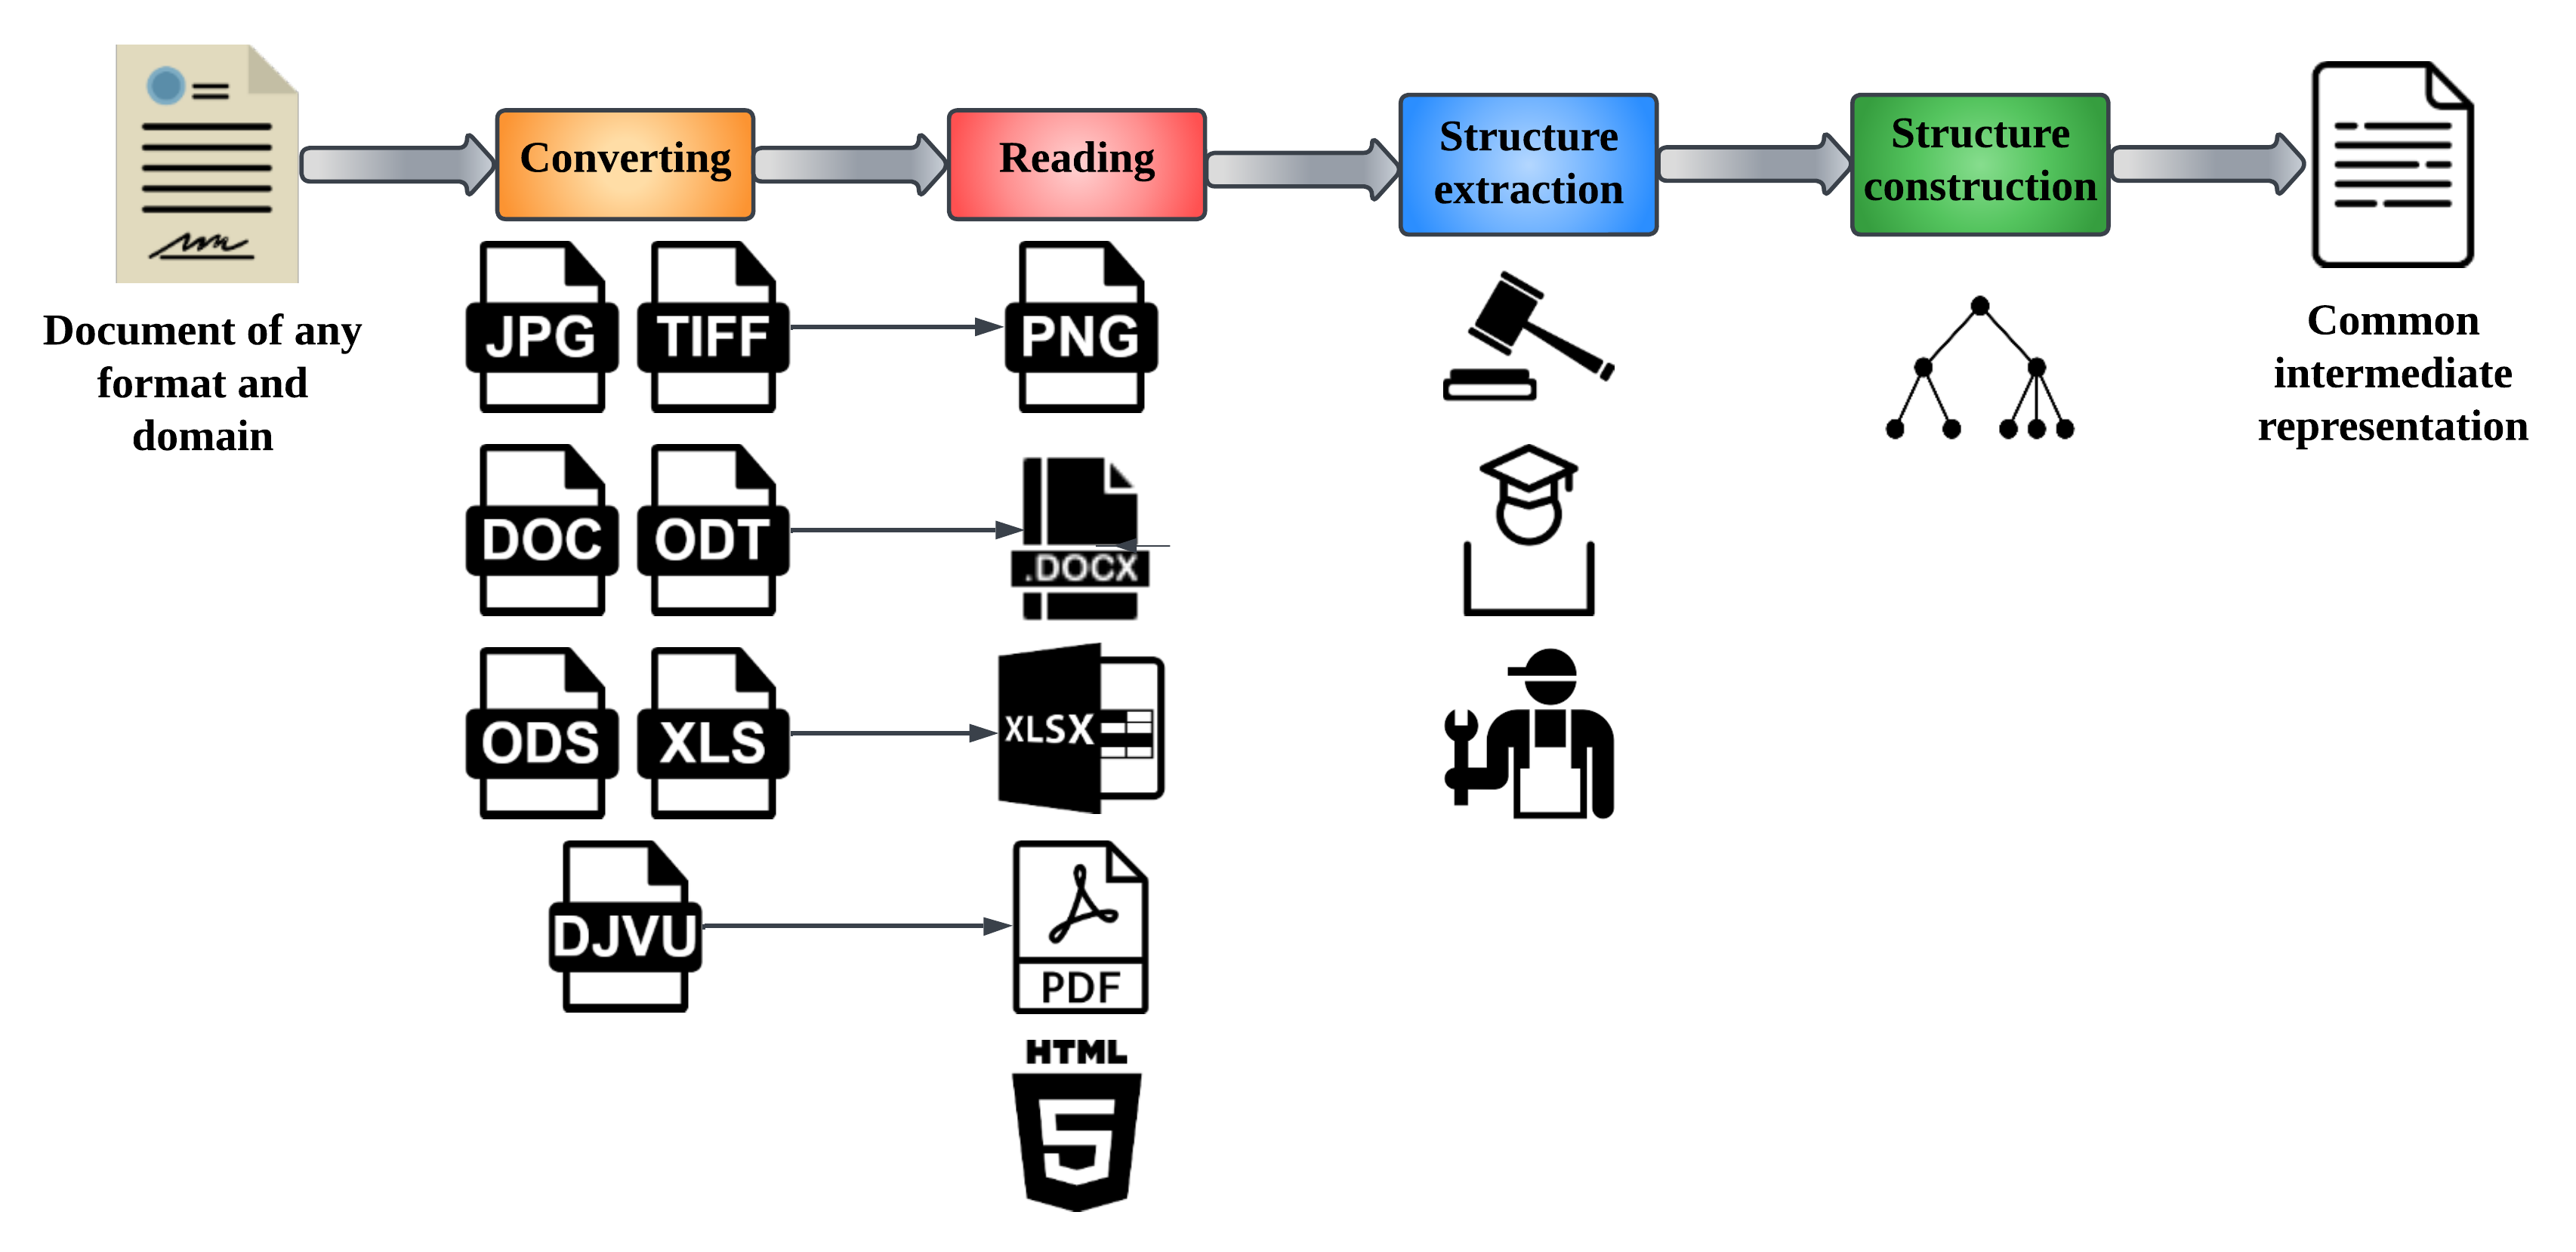 Converting
Reading
Structure
extraction
Structure
construction
Document of any
format and
domain
Common
intermediate
representation
JPG
TIFF
PNG
DOC
ODT
.DOCX
ODS
XLS
XLSX
DJVU
PDF
HTML
5